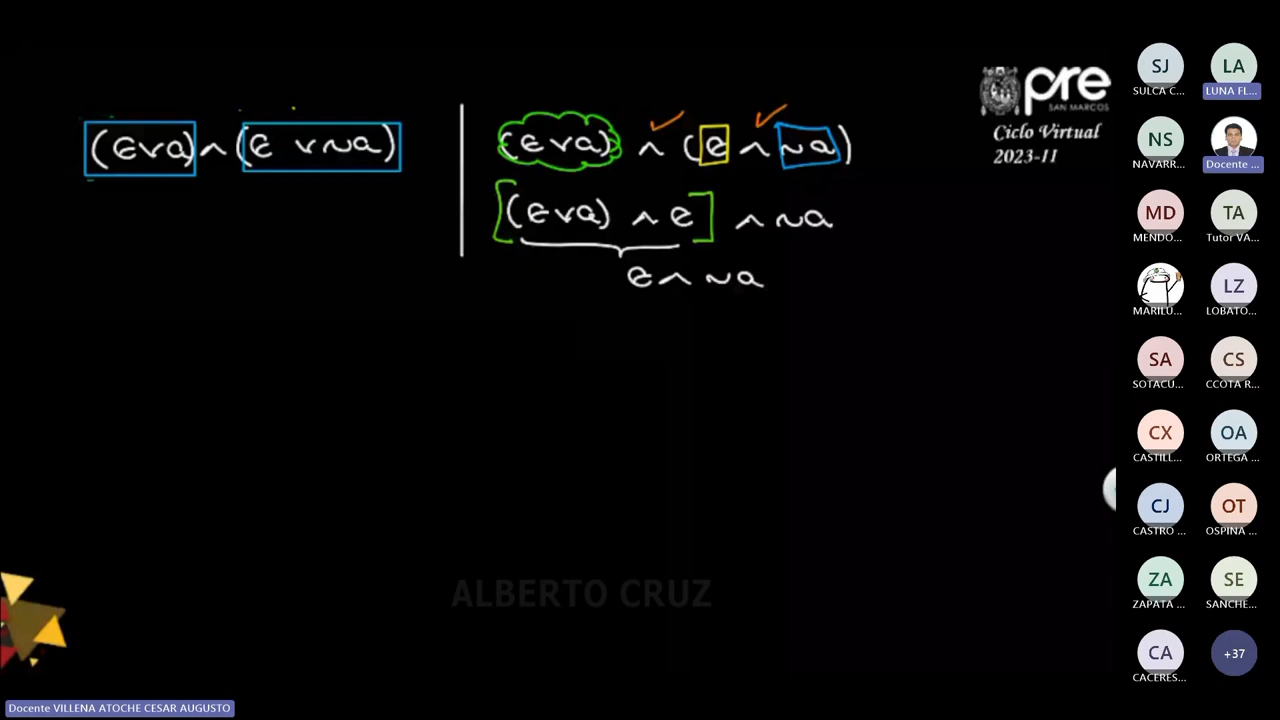 (e v a) ∧ (e v ~a)
(e v a) ∧ (e ∧ ~a)
[(e v a) ∧ e] ∧ ~a
e ∧ ~a
pre
SAN MARCOS
Ciclo Virtual
2023-II
ALBERTO CRUZ
Docente VILLENA ATOCHE CESAR AUGUSTO
SJ LA
SULCA C... LUNA FL...
NS
NAVARR... Docente ...
MD TA
MENDO... Tutor VA...
LZ
MARILU... LOBATO...
SA CS
SOTACU... CCOTA R...
CX OA
CASTILL... ORTEGA ...
CJ OT
CASTRO ... OSPINA ...
ZA SE
ZAPATA ... SANCHE...
CA +37
CACERES...